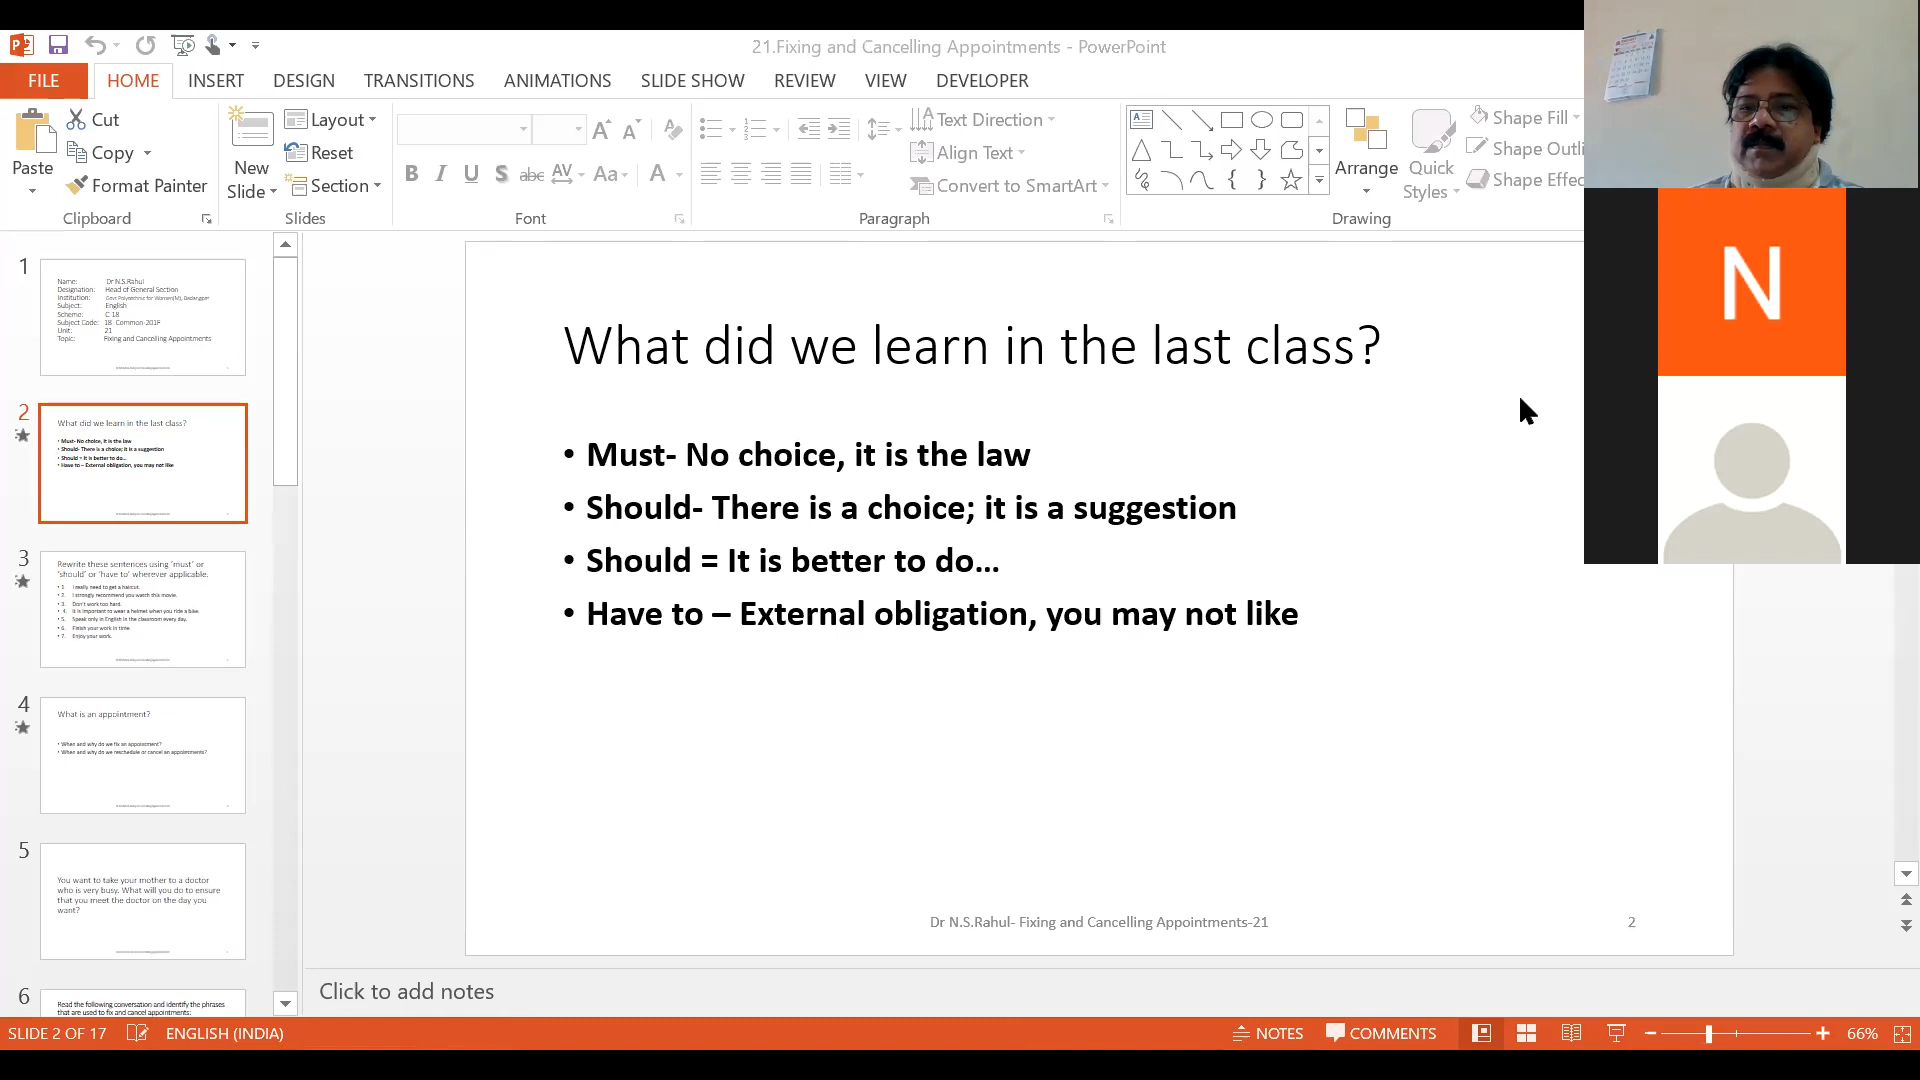 21.Fixing and Cancelling Appointments - PowerPoint
FILE HOME INSERT DESIGN TRANSITIONS ANIMATIONS SLIDE SHOW REVIEW VIEW DEVELOPER
Paste
Cut
Copy
Format Painter
Clipboard
New
Slide
Layout
Reset
Section
Slides
B I U S abc AV Aa A
Font
Text Direction
Align Text
Convert to SmartArt
Paragraph
Arrange
Quick
Styles
Shape Fill
Shape Outli
Shape Effec
Drawing
N
1
Name: Dr N.S.Rahul
Designation: Head of General Section
Institution: Govt Polytechnic for Women(M), Badangpet
Subject: English
Scheme: C 18
Subject Code: 18 Common-201F
Unit: 21
Topic: Fixing and Cancelling Appointments
2
What did we learn in the last class?
• Must- No choice, it is the law
• Should- There is a choice; it is a suggestion
• Should = It is better to do...
• Have to – External obligation, you may not like
3
Rewrite these sentences using 'must' or
'should' or 'have to' wherever applicable.
• 1. I really need to get a haircut.
• 2. I strongly recommend you watch this movie.
• 3. Don't work too hard.
• 4. It is important to wear a helmet when you ride a bike.
• 5. Speak only in English in the classroom every day.
• 6. Finish your work in time.
• 7. Enjoy your work.
4
What is an appointment?
• When and why do we fix an appointment?
• When and why do we reschedule or cancel an appointments?
5
You want to take your mother to a doctor
who is very busy. What will you do to ensure
that you meet the doctor on the day you
want?
6
Read the following conversation and identify the phrases
that are used to fix and cancel appointments:
What did we learn in the last class?
• Must- No choice, it is the law
• Should- There is a choice; it is a suggestion
• Should = It is better to do...
• Have to – External obligation, you may not like
Dr N.S.Rahul- Fixing and Cancelling Appointments-21
2
Click to add notes
SLIDE 2 OF 17 ENGLISH (INDIA) NOTES COMMENTS 66%